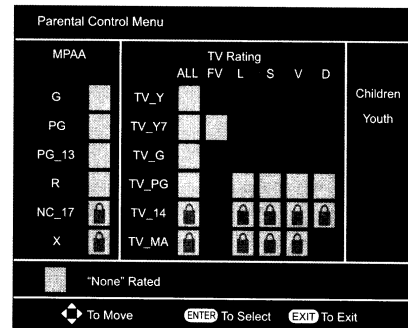 Parental Control Menu
MPAA
TV Rating
ALL FV L S V D
G TV_Y
PG TV_Y7
PG_13 TV_G
R TV_PG
NC_17 TV_14
X TV_MA
Children
Youth
"None" Rated
To Move ENTER To Select EXIT To Exit